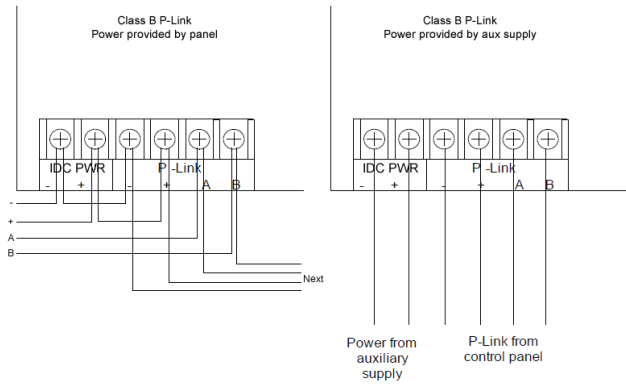 Class B P-Link
Power provided by panel
IDC PWR P -Link
- + - + A B
-
+
A
B
Next
Class B P-Link
Power provided by aux supply
IDC PWR P -Link
- + - + A B
Power from
auxiliary
supply
P-Link from
control panel